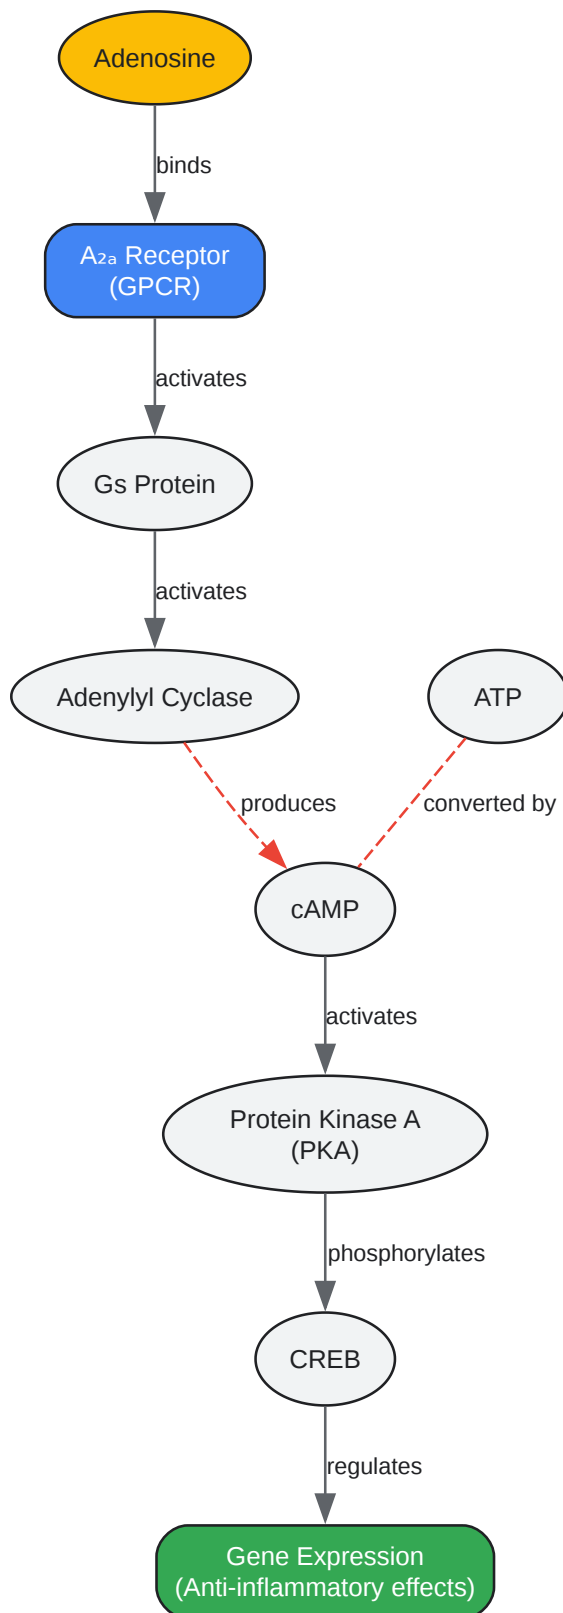 Adenosine
binds
A₂ₐ Receptor
(GPCR)
activates
Gs Protein
activates
Adenylyl Cyclase
ATP
produces
converted by
cAMP
activates
Protein Kinase A
(PKA)
phosphorylates
CREB
regulates
Gene Expression
(Anti-inflammatory effects)